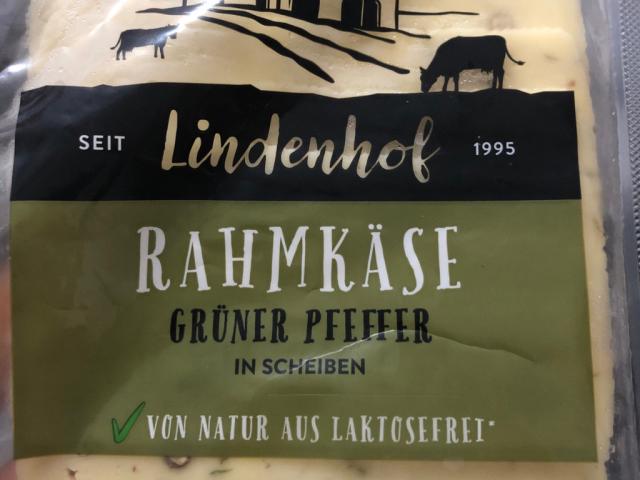 SEIT Lindenhof 1995
RAHMKÄSE
GRÜNER PFEFFER
IN SCHEIBEN
VON NATUR AUS LAKTOSEFREI*